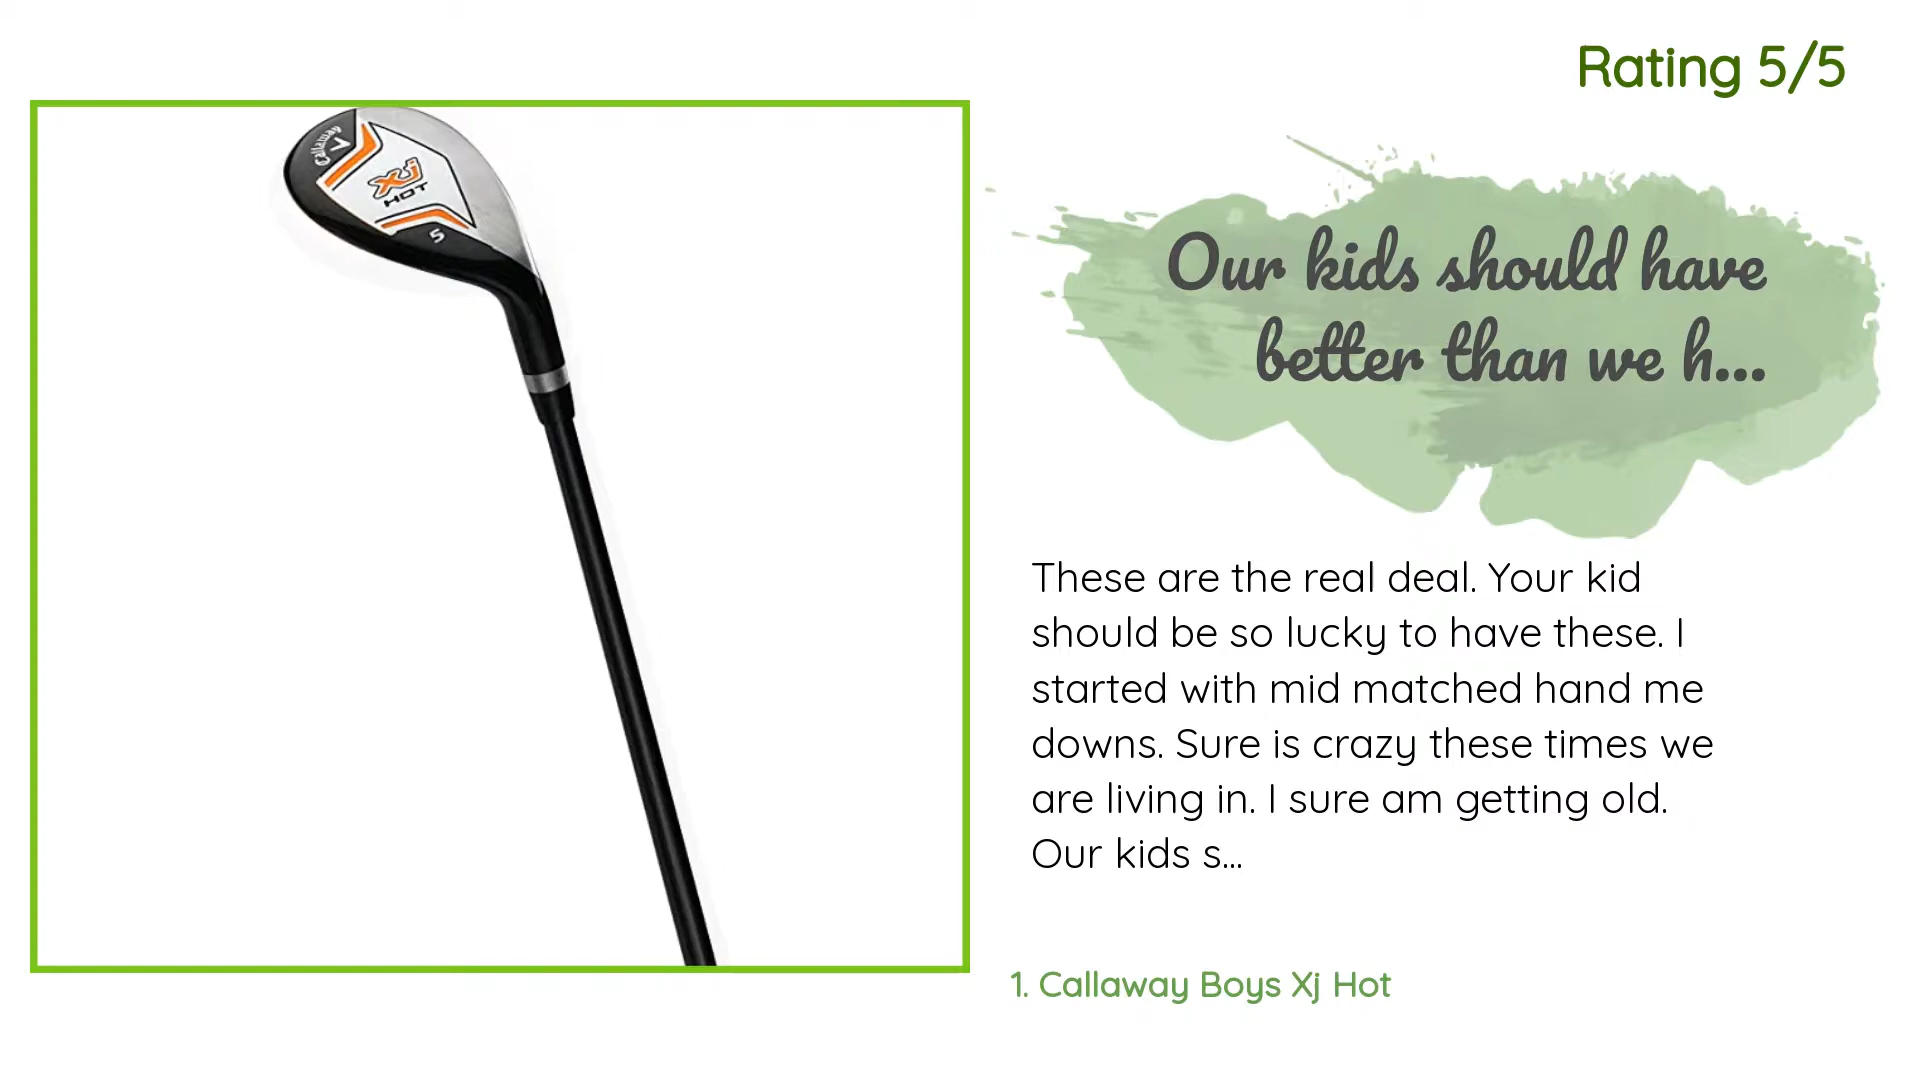 Rating 5/5
Callaway
Xj
HOT
5
Our kids should have
better than we h...
These are the real deal. Your kid
should be so lucky to have these. I
started with mid matched hand me
downs. Sure is crazy these times we
are living in. I sure am getting old.
Our kids s...
1. Callaway Boys Xj Hot